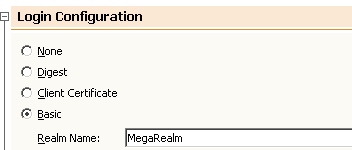 Login Configuration
None
Digest
Client Certificate
Basic
Realm Name: MegaRealm